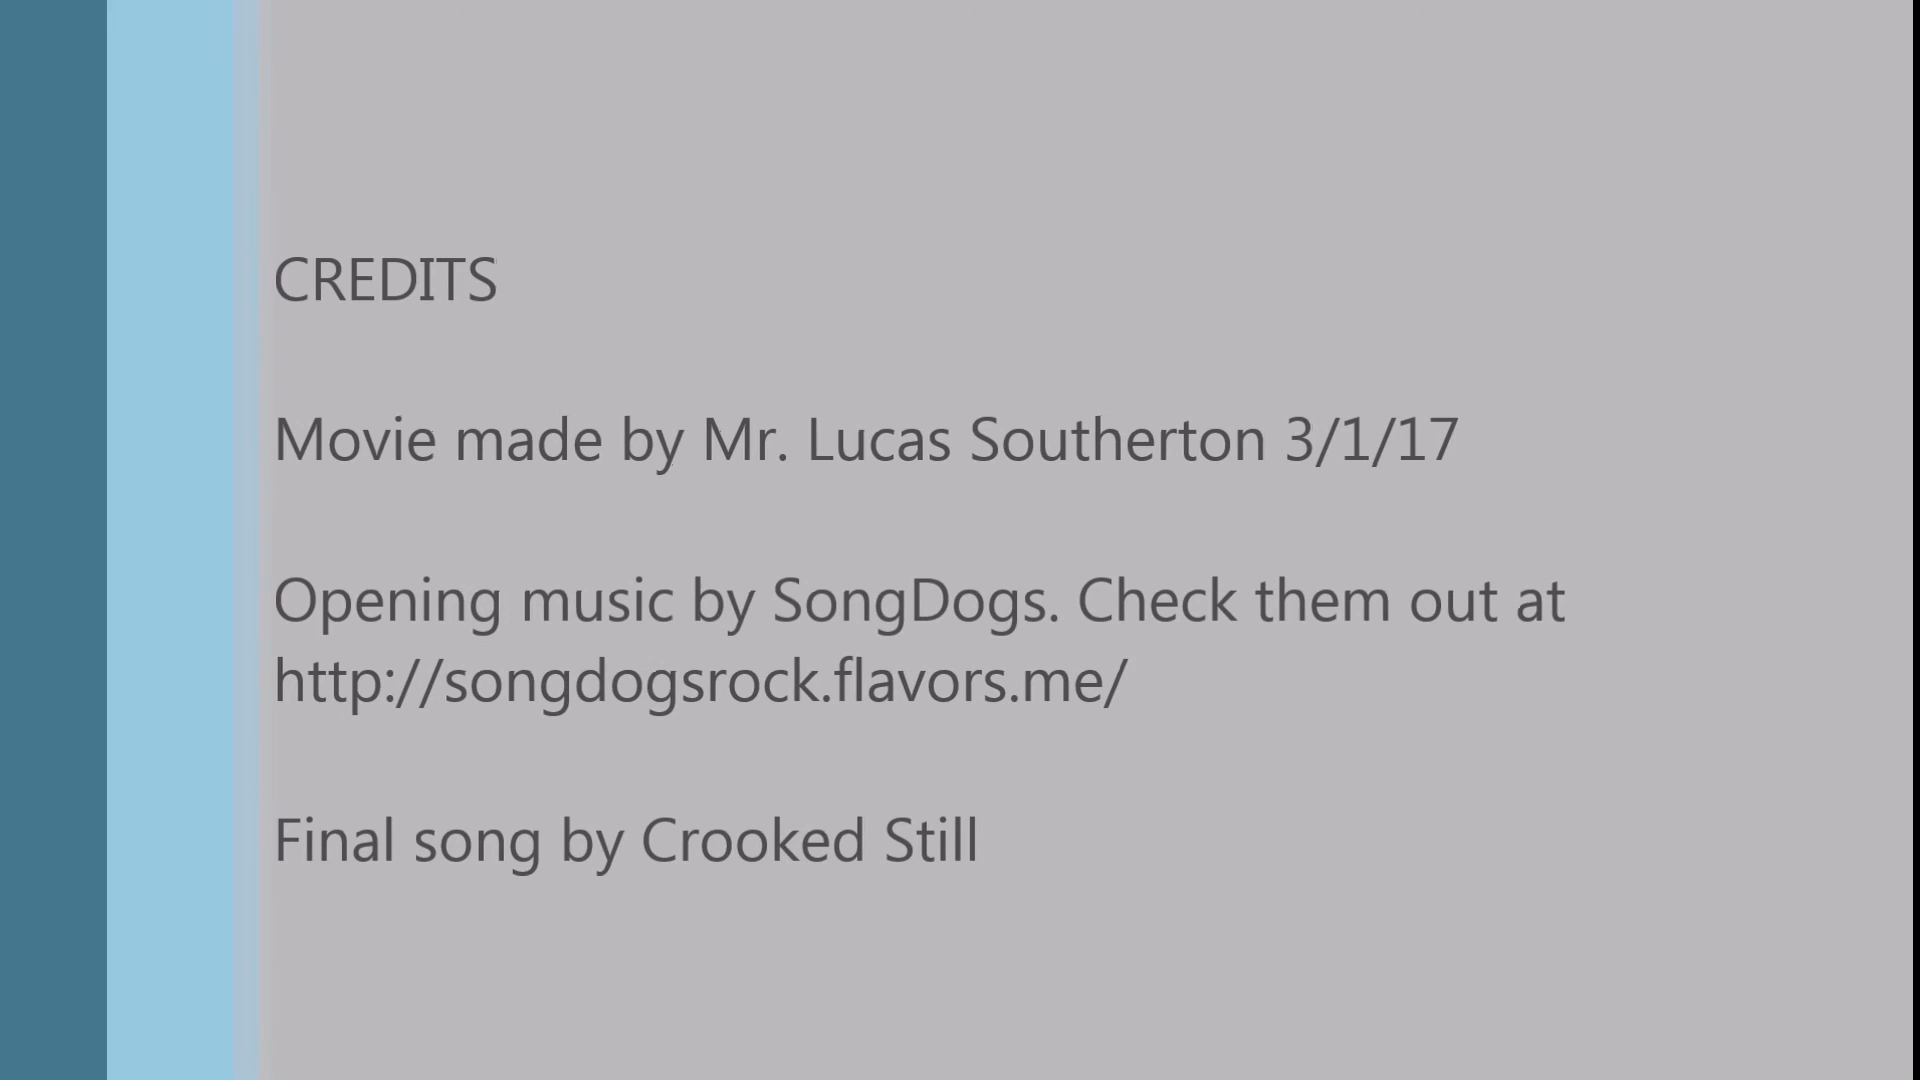 CREDITS
Movie made by Mr. Lucas Southerton 3/1/17
Opening music by SongDogs. Check them out at
http://songdogsrock.flavors.me/
Final song by Crooked Still